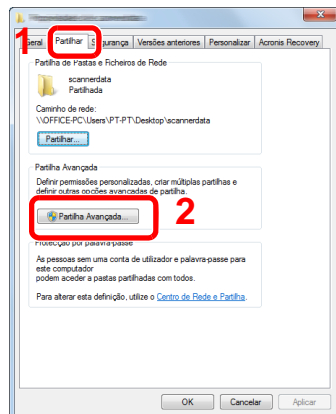 1
Geral Partilhar Segurança Versões anteriores Personalizar Acronis Recovery
Partilha de Pastas e Ficheiros de Rede
scannerdata
Partilhada
Caminho de rede:
\\OFFICE-PC\Users\PT-PT\Desktop\scannerdata
Partilhar...
Partilha Avançada
Definir permissões personalizadas, criar múltiplas partilhas e
definir outras opções avançadas de partilha.
Partilha Avançada...
2
Protecção por palavra-passe
As pessoas sem uma conta de utilizador e palavra-passe para
este computador
podem aceder a pastas partilhadas com todos.
Para alterar esta definição, utilize o Centro de Rede e Partilha.
OK Cancelar Aplicar